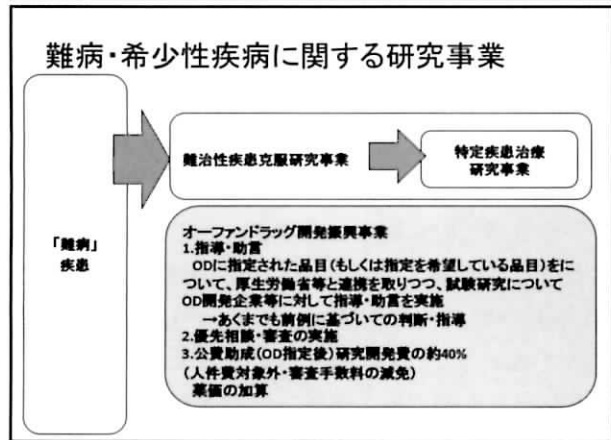 難病・希少性疾病に関する研究事業
「難病」
疾患
難治性疾患克服研究事業
特定疾患治療
研究事業
オーファンドラッグ開発振興事業
1.指導・助言
ODに指定された品目(もしくは指定を希望している品目)をに
ついて、厚生労働省等と連携を取りつつ、試験研究について
OD開発企業等に対して指導・助言を実施
→あくまでも前例に基づいての判断・指導
2.優先相談・審査の実施
3.公費助成(OD指定後)研究開発費の約40%
(人件費対象外・審査手数料の減免)
薬価の加算